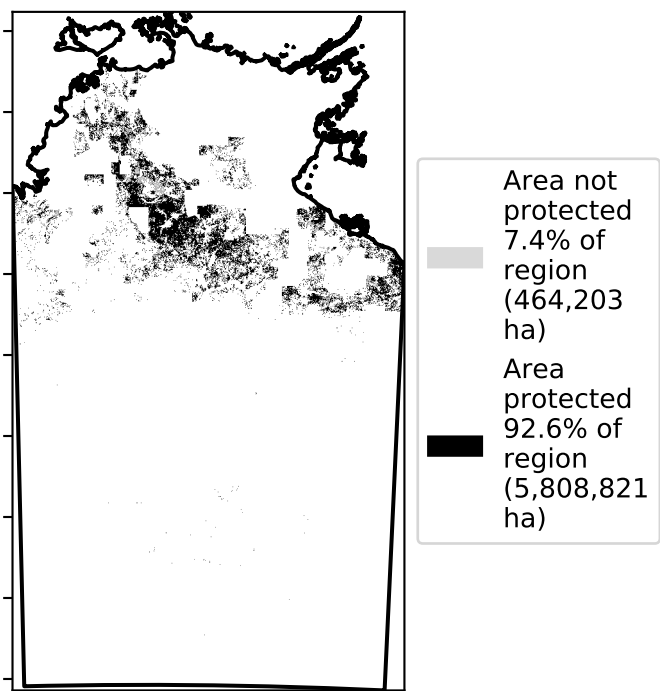 Area not
protected
7.4% of
region
(464,203
ha)
Area
protected
92.6% of
region
(5,808,821
ha)